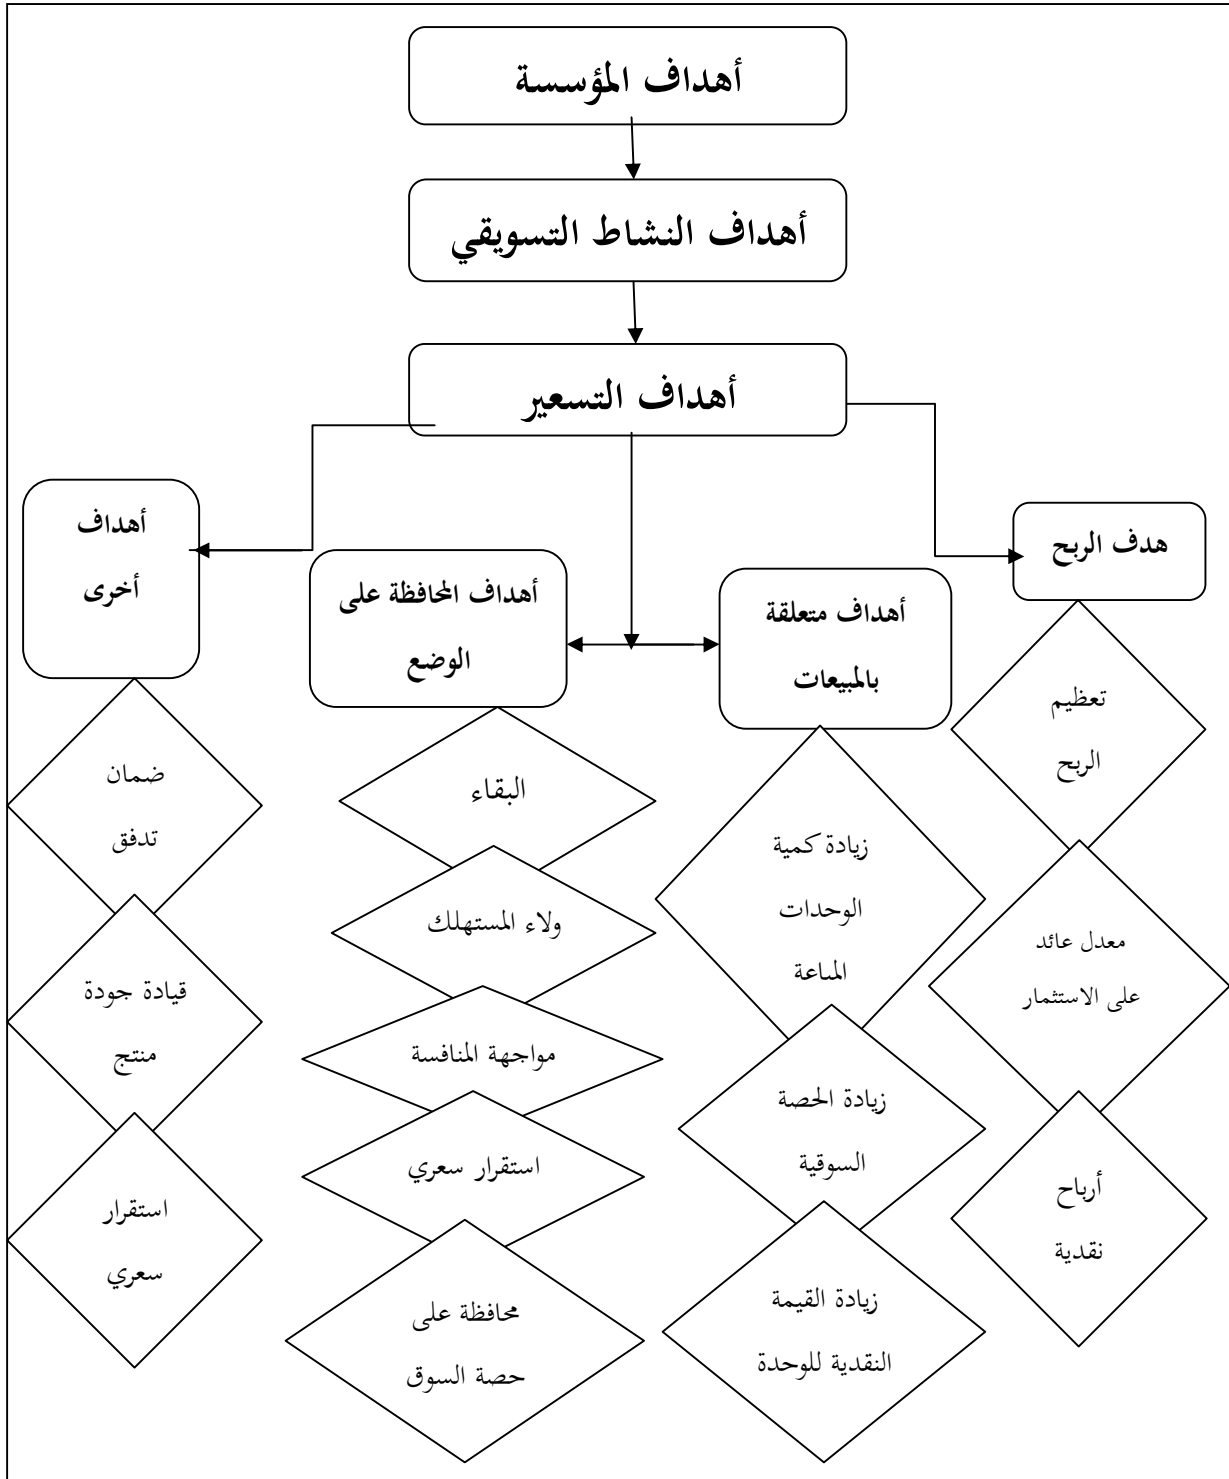 أهداف المؤسسة
أهداف النشاط التسويقي
أهداف التسعير
هدف الربح
تعظيم
الربح
معدل عائد
على الاستثمار
أرباح
نقدية
أهداف متعلقة
بالمبيعات
زيادة كمية
الوحدات
المباعة
زيادة الحصة
السوقية
زيادة القيمة
النقدية للوحدة
أهداف المحافظة على
الوضع
البقاء
ولاء المستهلك
مواجهة المنافسة
استقرار سعري
محافظة على
حصة السوق
أهداف
أخرى
ضمان
تدفق
قيادة جودة
منتج
استقرار
سعري